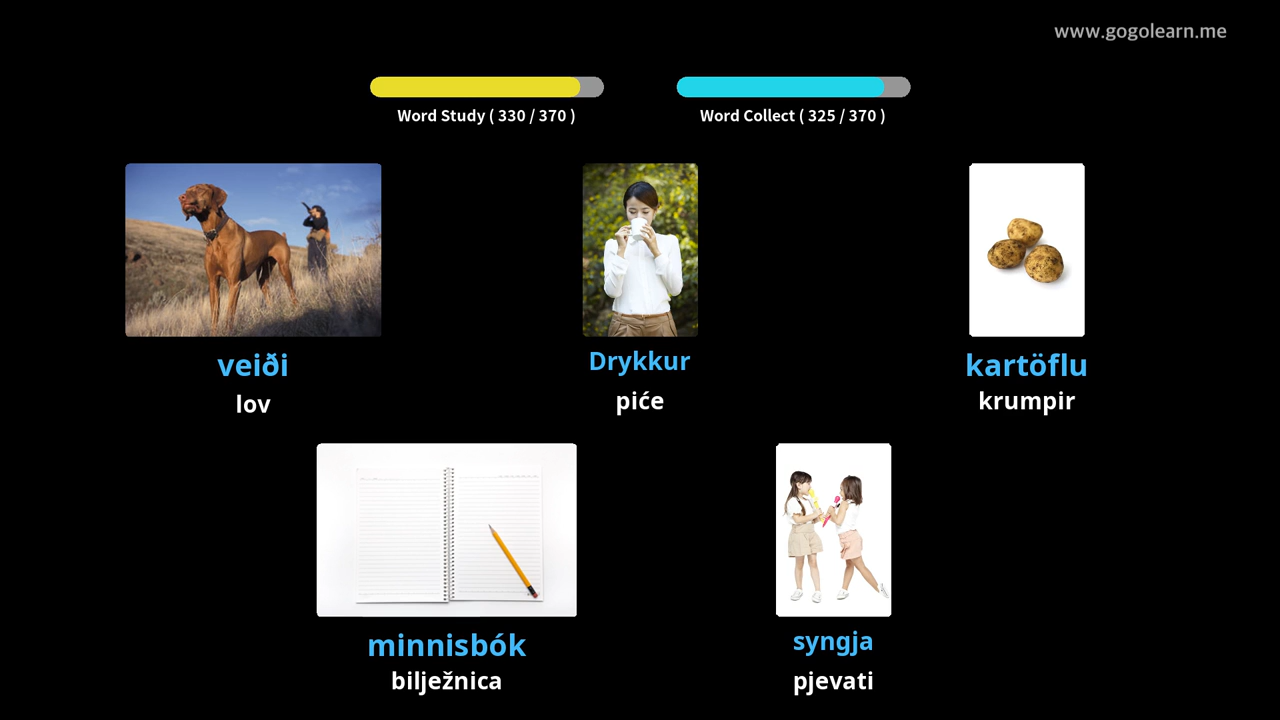 www.gogolearn.me
Word Study ( 330 / 370 )
Word Collect ( 325 / 370 )
veiði
lov
Drykkur
piće
kartöflu
krumpir
minnisbók
bilježnica
syngja
pjevati